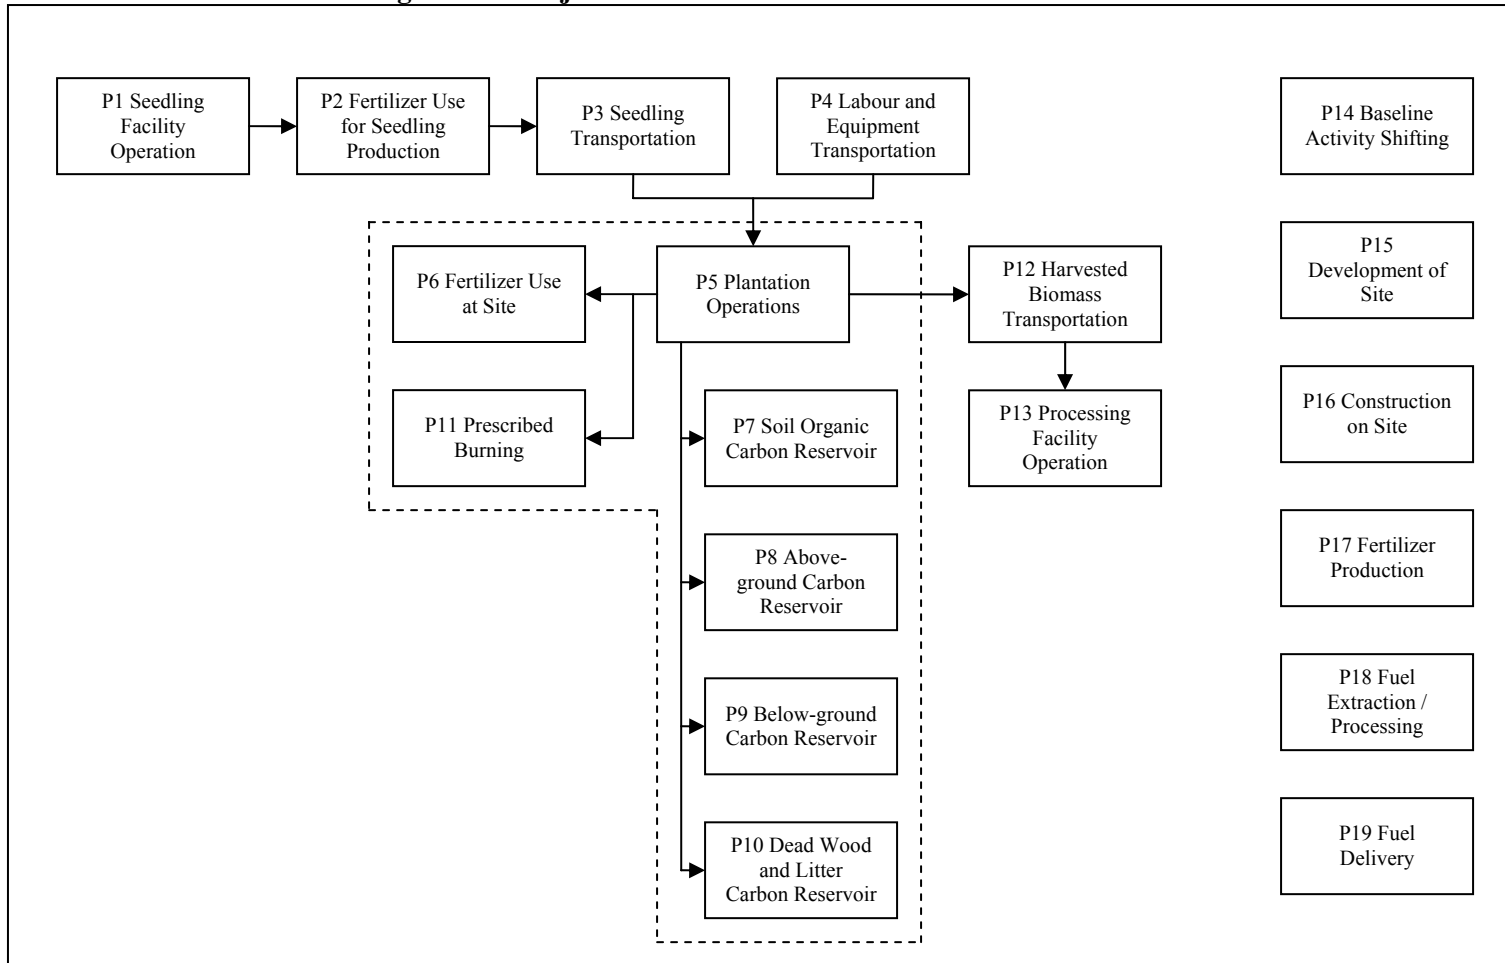 P1 Seedling
Facility
Operation
P2 Fertilizer Use
for Seedling
Production
P3 Seedling
Transportation
P4 Labour and
Equipment
Transportation
P14 Baseline
Activity Shifting
P6 Fertilizer Use
at Site
P5 Plantation
Operations
P12 Harvested
Biomass
Transportation
P15
Development of
Site
P11 Prescribed
Burning
P7 Soil Organic
Carbon Reservoir
P13 Processing
Facility
Operation
P16 Construction
on Site
P8 Above-
ground Carbon
Reservoir
P17 Fertilizer
Production
P9 Below-ground
Carbon Reservoir
P18 Fuel
Extraction /
Processing
P10 Dead Wood
and Litter
Carbon Reservoir
P19 Fuel
Delivery